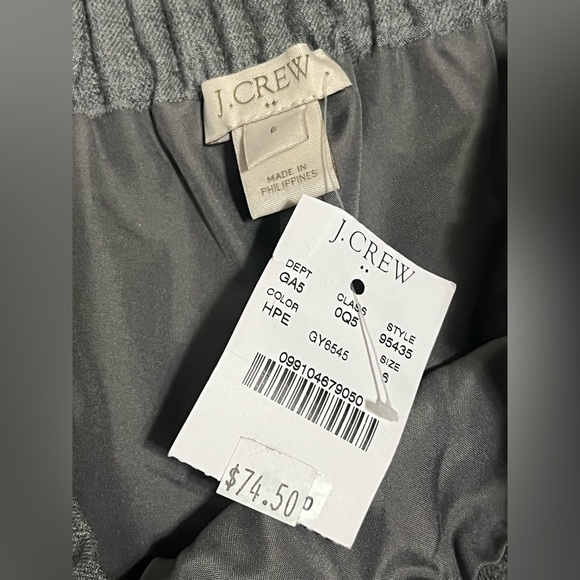 J.CREW
6
MADE IN
PHILIPPINES
J.CREW
DEPT CLASS STYLE
GA5 0Q5 95435
COLOR SIZE
HPE GY6545 6
099104679050
$74.50